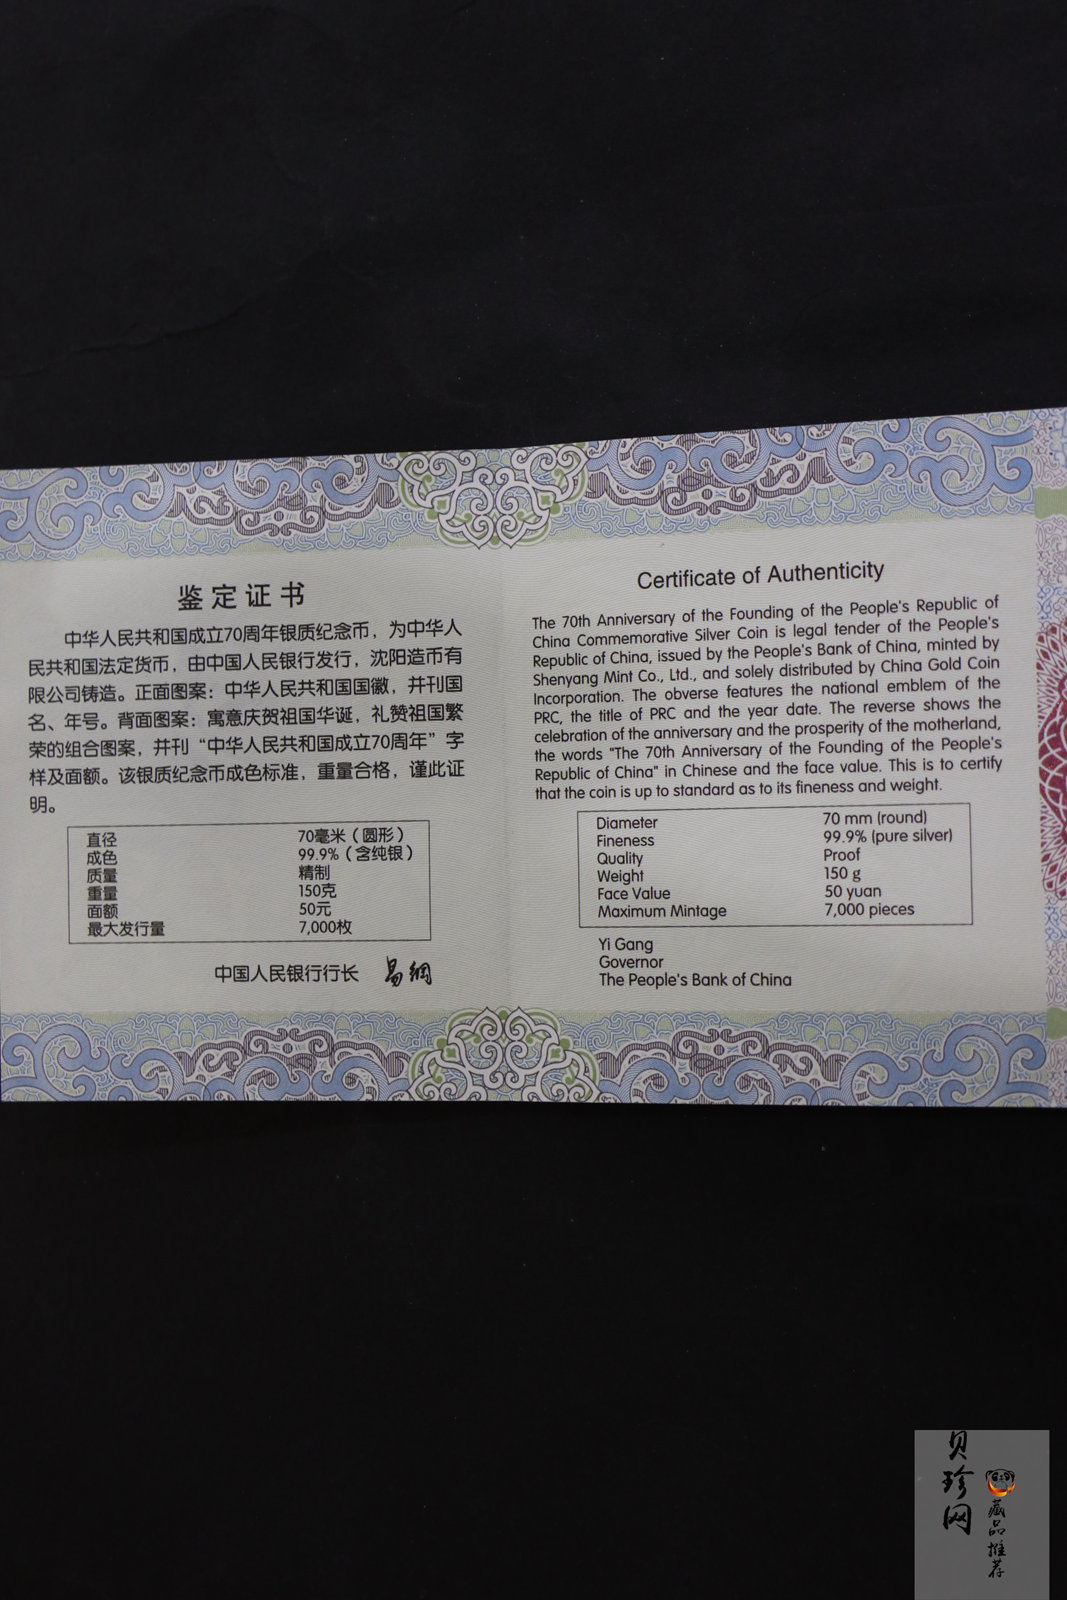 鉴定证书
中华人民共和国成立70周年银质纪念币，为中华人
民共和国法定货币，由中国人民银行发行，沈阳造币有
限公司铸造。正面图案：中华人民共和国国徽，并刊国
名、年号。背面图案：寓意庆贺祖国华诞，礼赞祖国繁
荣的组合图案，并刊“中华人民共和国成立70周年”字
样及面额。该银质纪念币成色标准，重量合格，谨此证
明。
直径 70毫米（圆形）
成色 99.9%（含纯银）
质量 精制
重量 150克
面额 50元
最大发行量 7,000枚
中国人民银行行长 易纲
Certificate of Authenticity
The 70th Anniversary of the Founding of the People's Republic of
China Commemorative Silver Coin is legal tender of the People's
Republic of China, issued by the People's Bank of China, minted by
Shenyang Mint Co., Ltd., and solely distributed by China Gold Coin
Incorporation. The obverse features the national emblem of the
PRC, the title of PRC and the year date. The reverse shows the
celebration of the anniversary and the prosperity of the motherland,
the words "The 70th Anniversary of the Founding of the People's
Republic of China" in Chinese and the face value. This is to certify
that the coin is up to standard as to its fineness and weight.
Diameter 70 mm (round)
Fineness 99.9% (pure silver)
Quality Proof
Weight 150 g
Face Value 50 yuan
Maximum Mintage 7,000 pieces
Yi Gang
Governor
The People's Bank of China
贝珍网
藏品推荐